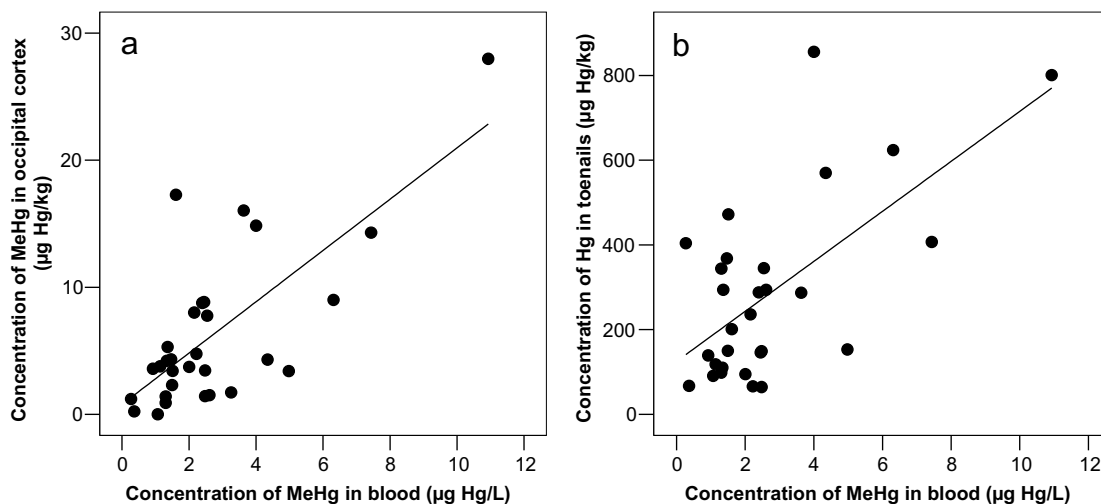 a
Concentration of MeHg in occipital cortex
(µg Hg/kg)
30
20
10
0
0 2 4 6 8 10 12
Concentration of MeHg in blood (µg Hg/L)
b
Concentration of Hg in toenails (µg Hg/kg)
800
600
400
200
0
0 2 4 6 8 10 12
Concentration of MeHg in blood (µg Hg/L)